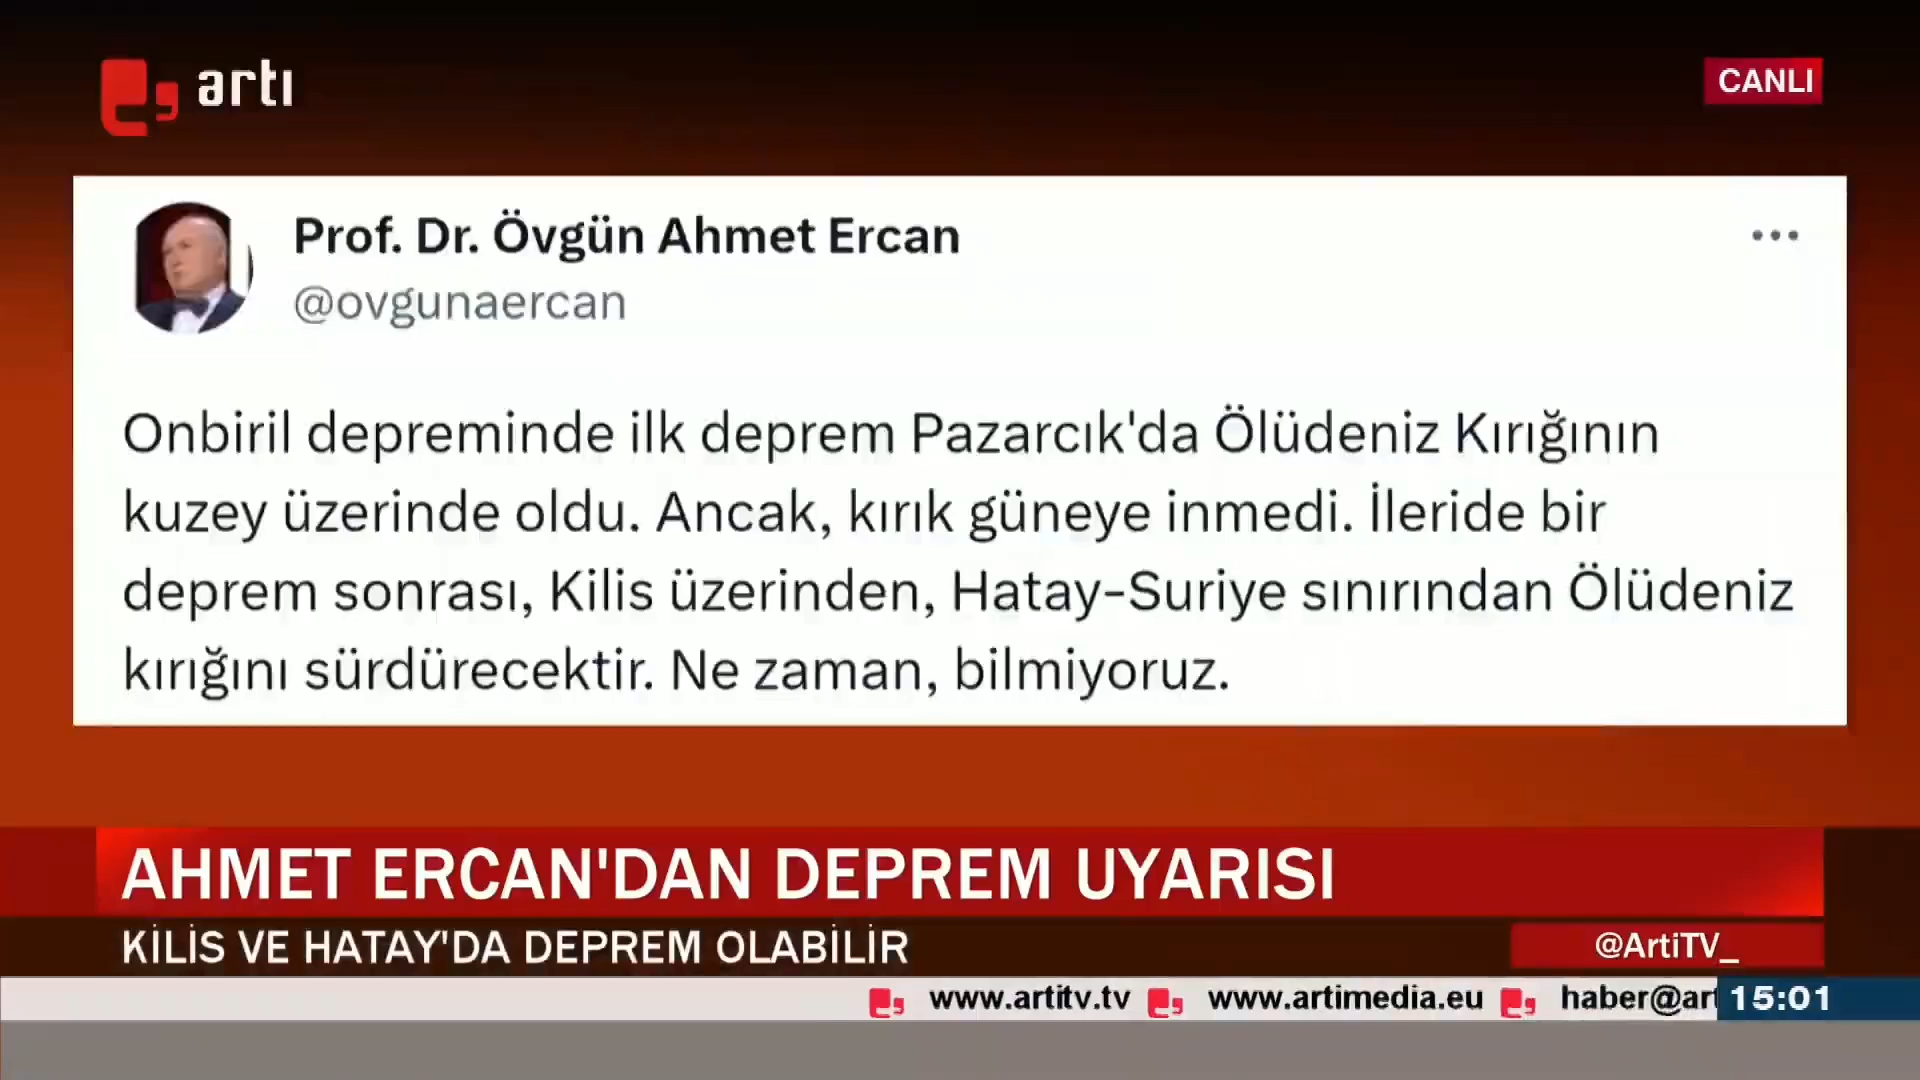 artı
CANLI
Prof. Dr. Övgün Ahmet Ercan
@ovgunaercan
Onbiril depreminde ilk deprem Pazarcık'da Ölüdeniz Kırığının
kuzey üzerinde oldu. Ancak, kırık güneye inmedi. İleride bir
deprem sonrası, Kilis üzerinden, Hatay-Suriye sınırından Ölüdeniz
kırığını sürdürecektir. Ne zaman, bilmiyoruz.
AHMET ERCAN'DAN DEPREM UYARISI
KİLİS VE HATAY'DA DEPREM OLABİLİR
@ArtiTV_
www.artitv.tv www.artimedia.eu haber@art 15:01